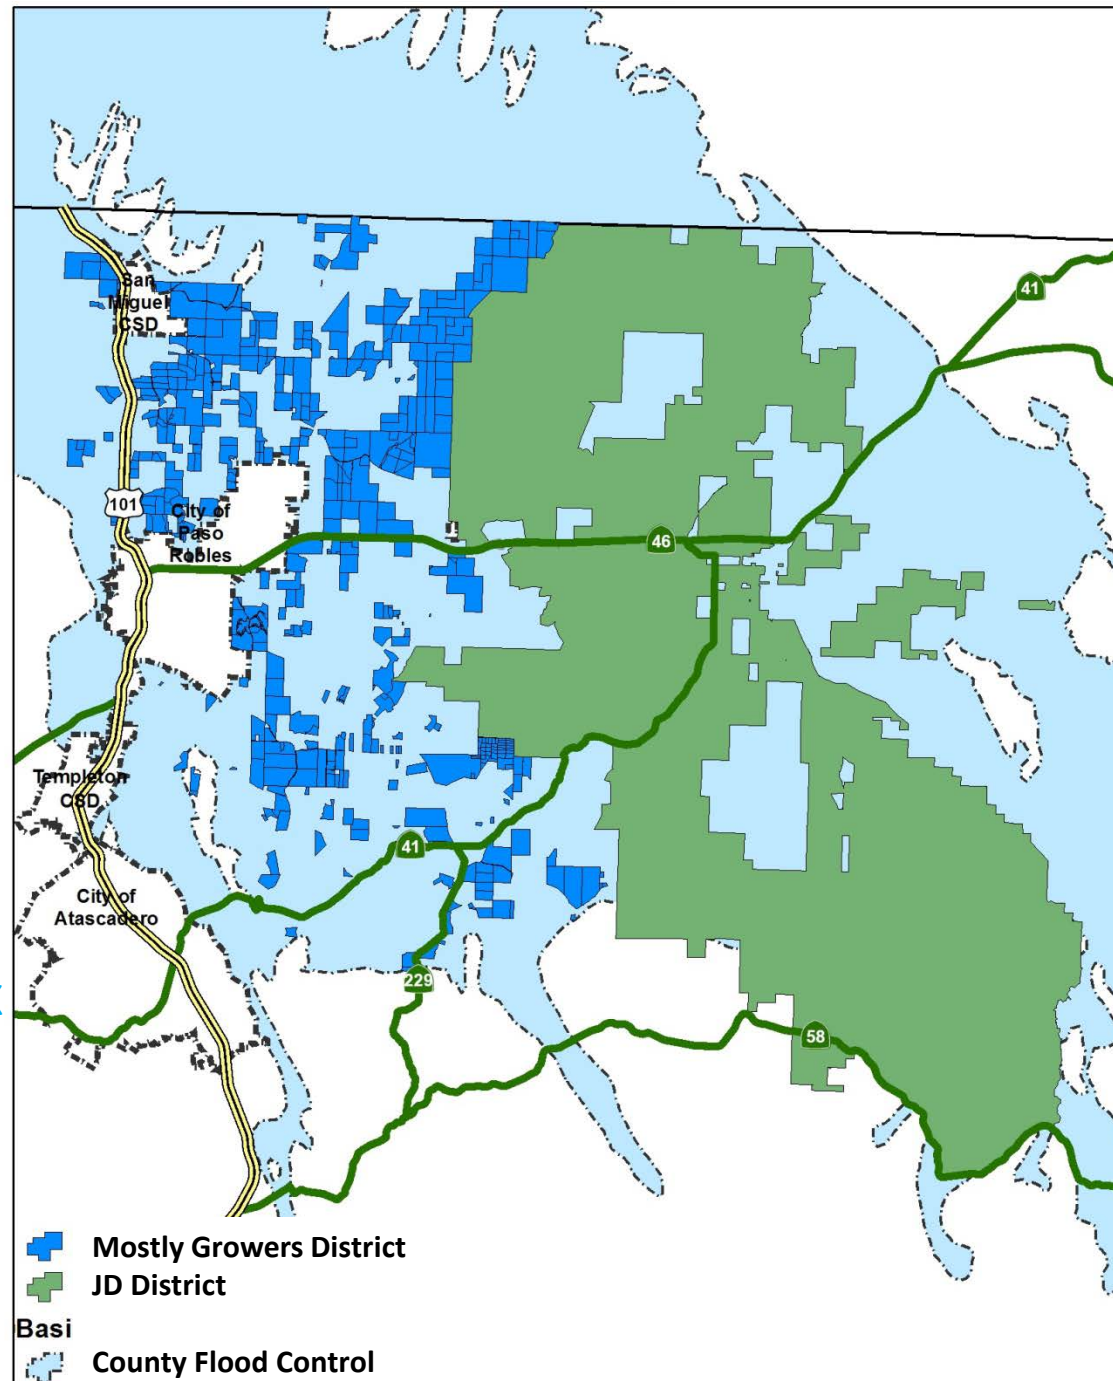 San
Miguel
CSD
41
101
City of
Paso
Robles
46
Templeton
CSD
41
City of
Atascadero
229
58
Mostly Growers District
JD District
Basi
County Flood Control